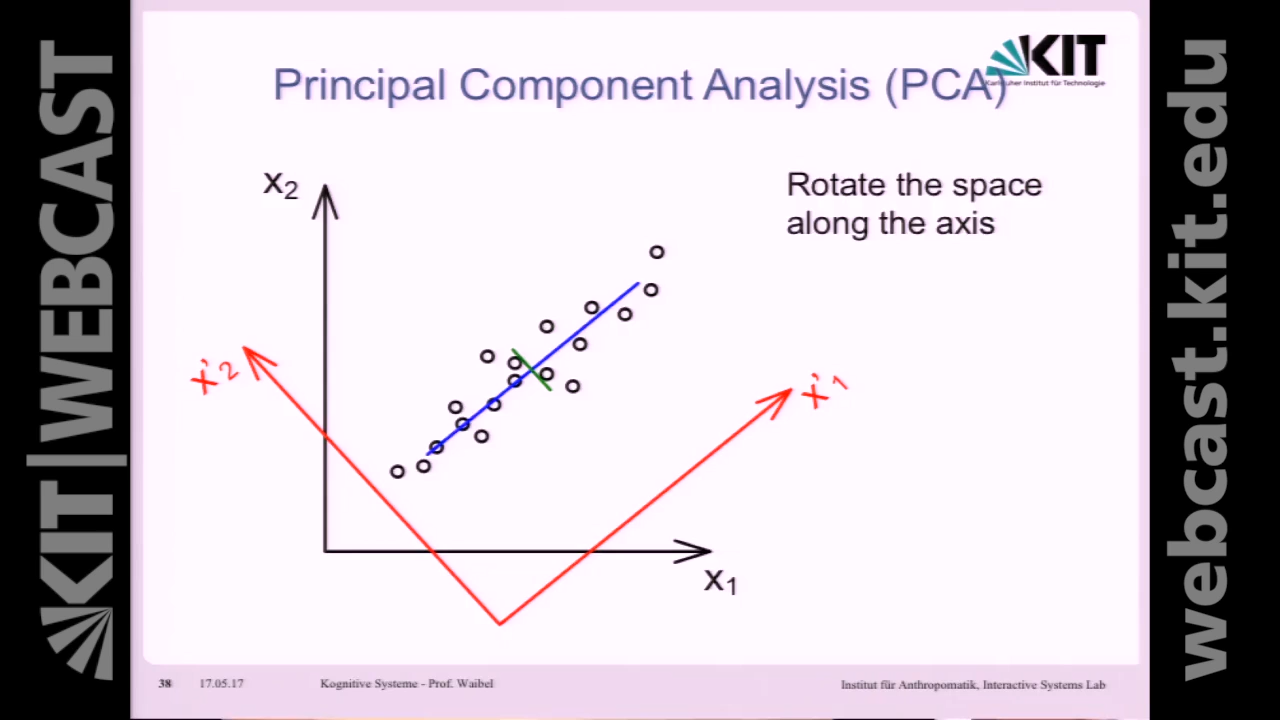 KIT|WEBCAST
Principal Component Analysis (PCA)
KIT
Karlsruher Institut für Technologie
x2
Rotate the space
along the axis
x'2
x'1
x1
38
17.05.17
Kognitive Systeme - Prof. Waibel
Institut für Anthropomatik, Interactive Systems Lab
webcast.kit.edu